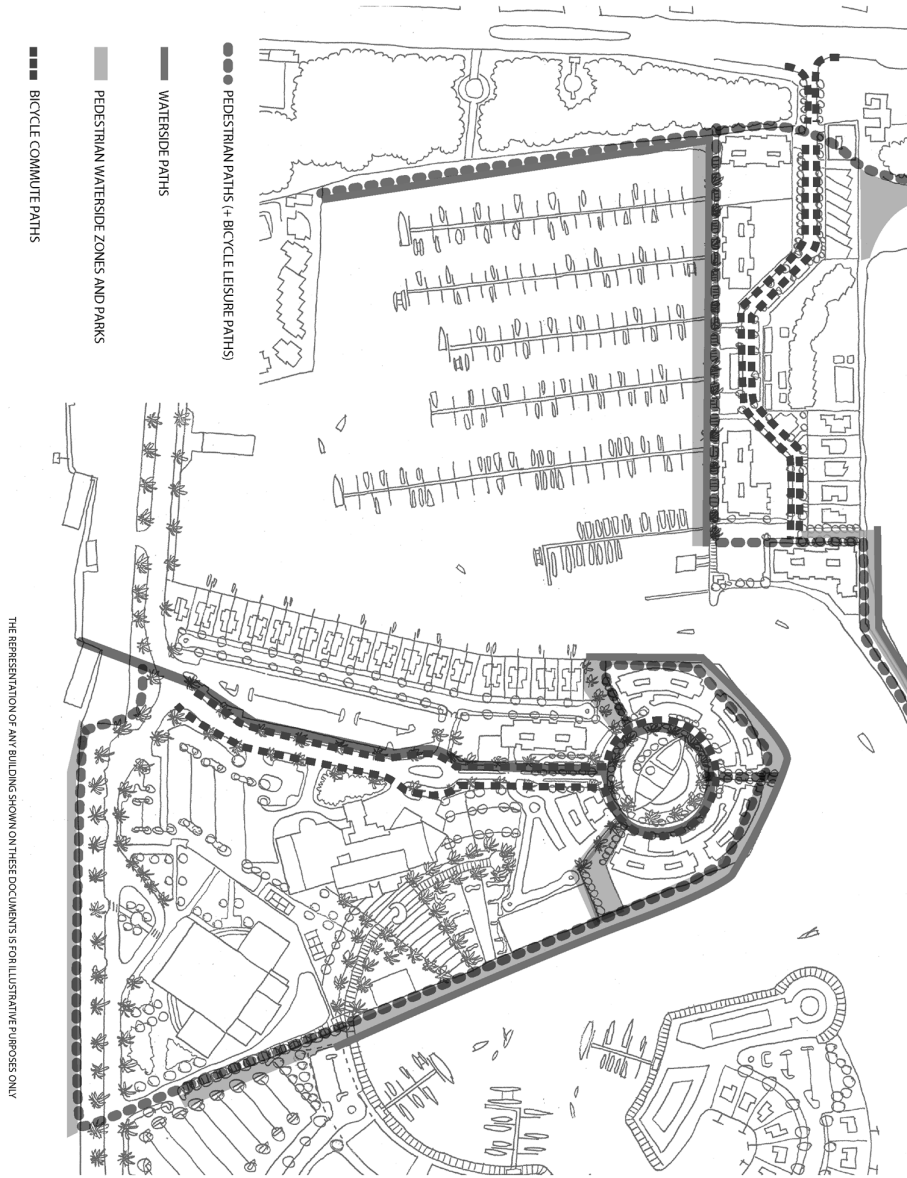 PEDESTRIAN PATHS (+ BICYCLE LEISURE PATHS)
WATERSIDE PATHS
PEDESTRIAN WATERSIDE ZONES AND PARKS
BICYCLE COMMUTE PATHS
THE REPRESENTATION OF ANY BUILDING SHOWN ON THESE DOCUMENTS IS FOR ILLUSTRATIVE PURPOSES ONLY